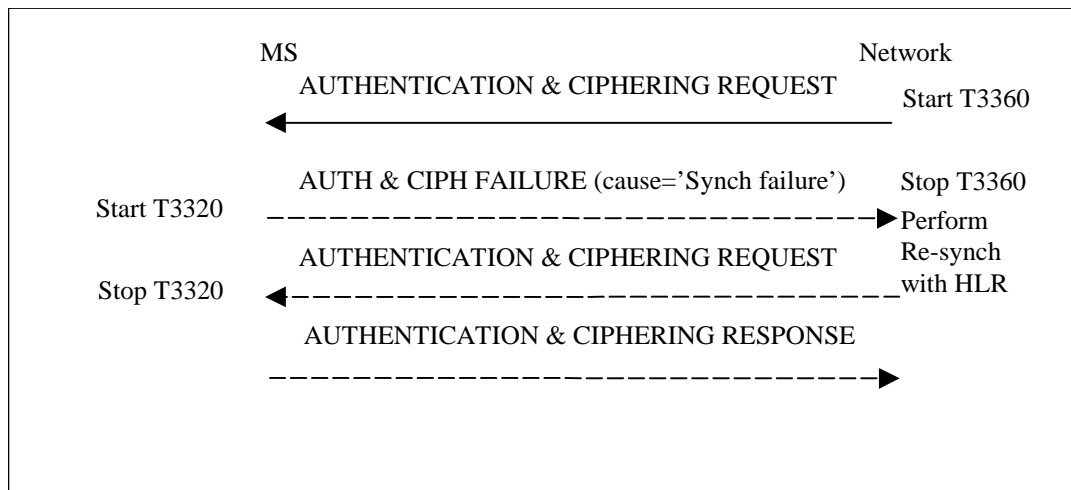 MS
Network
AUTHENTICATION & CIPHERING REQUEST
Start T3360
AUTH & CIPH FAILURE (cause='Synch failure')
Stop T3360
Start T3320
Perform
Re-synch
with HLR
AUTHENTICATION & CIPHERING REQUEST
Stop T3320
AUTHENTICATION & CIPHERING RESPONSE